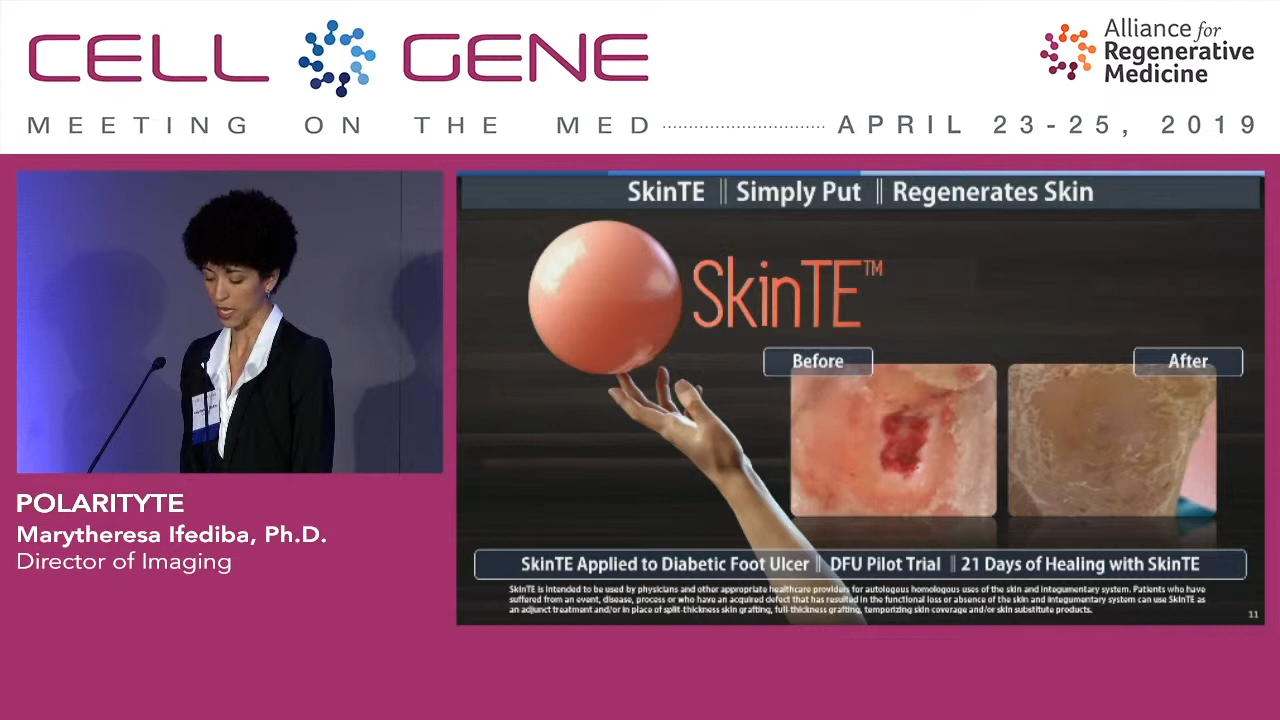 CELL GENE
Alliance for
Regenerative
Medicine
MEETING ON THE MED
APRIL 23-25, 2019
SkinTE || Simply Put || Regenerates Skin
SkinTE™
Before
After
SkinTE Applied to Diabetic Foot Ulcer || DFU Pilot Trial || 21 Days of Healing with SkinTE
SkinTE is intended to be used by physicians and other appropriate healthcare providers for autologous homologous uses of the skin and integumentary system. Patients who have
suffered from an event, disease, process or who have an acquired defect that has resulted in the functional loss or absence of the skin and integumentary system can use SkinTE as
an adjunct treatment and/or in place of split-thickness skin grafting, full-thickness grafting, temporizing skin coverage and/or skin substitute products.
11
POLARITYTE
Marytheresa Ifediba, Ph.D.
Director of Imaging